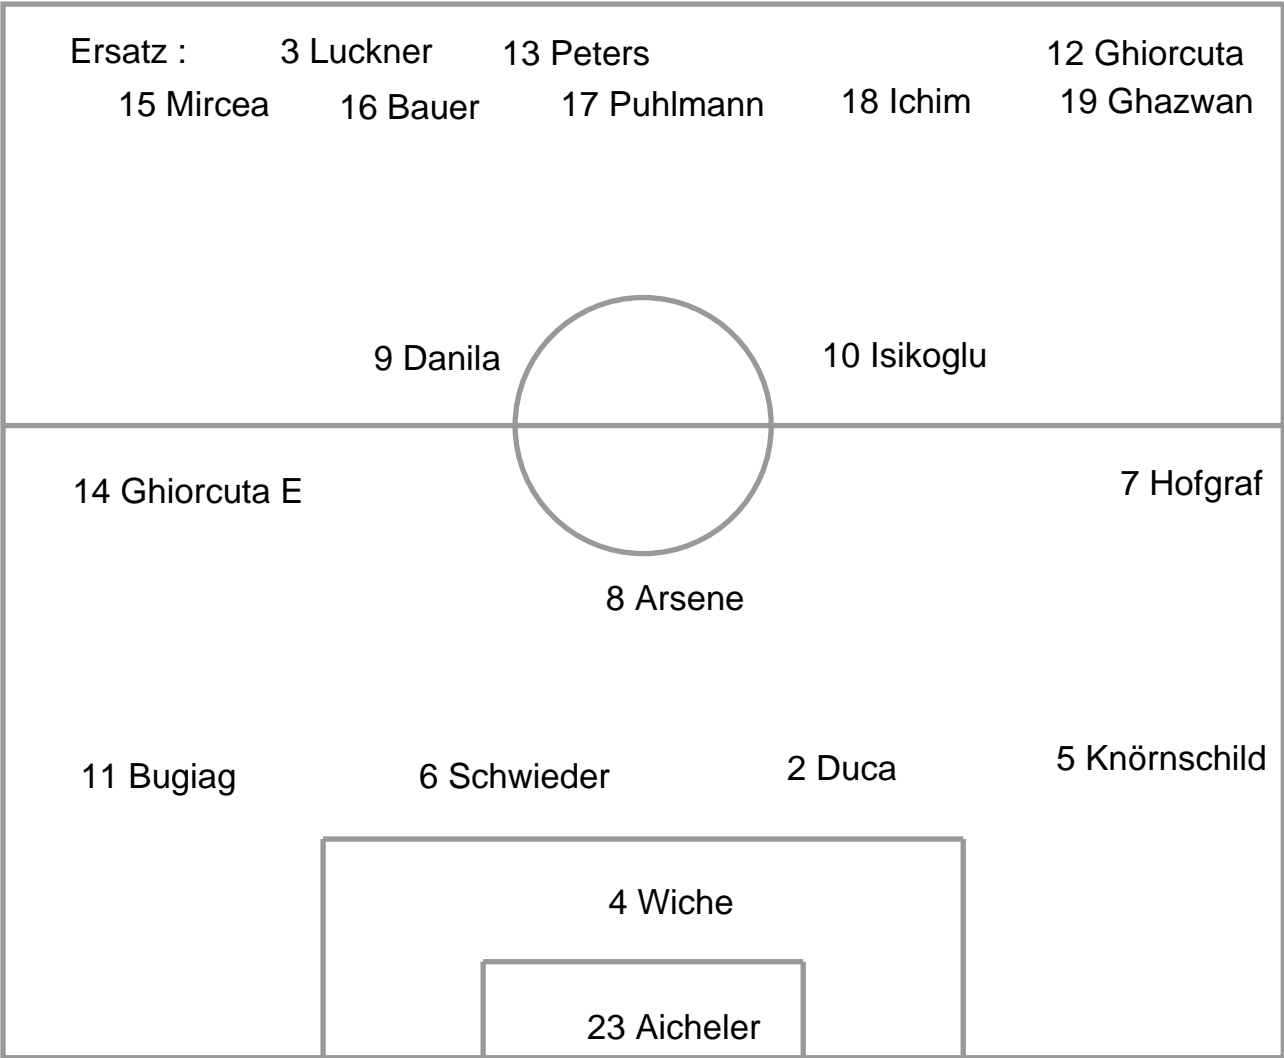 Ersatz : 3 Luckner 13 Peters 12 Ghiorcuta
15 Mircea 16 Bauer 17 Puhlmann 18 Ichim 19 Ghazwan
9 Danila 10 Isikoglu
14 Ghiorcuta E 7 Hofgraf
8 Arsene
11 Bugiag 6 Schwieder 2 Duca 5 Knörnschild
4 Wiche
23 Aicheler